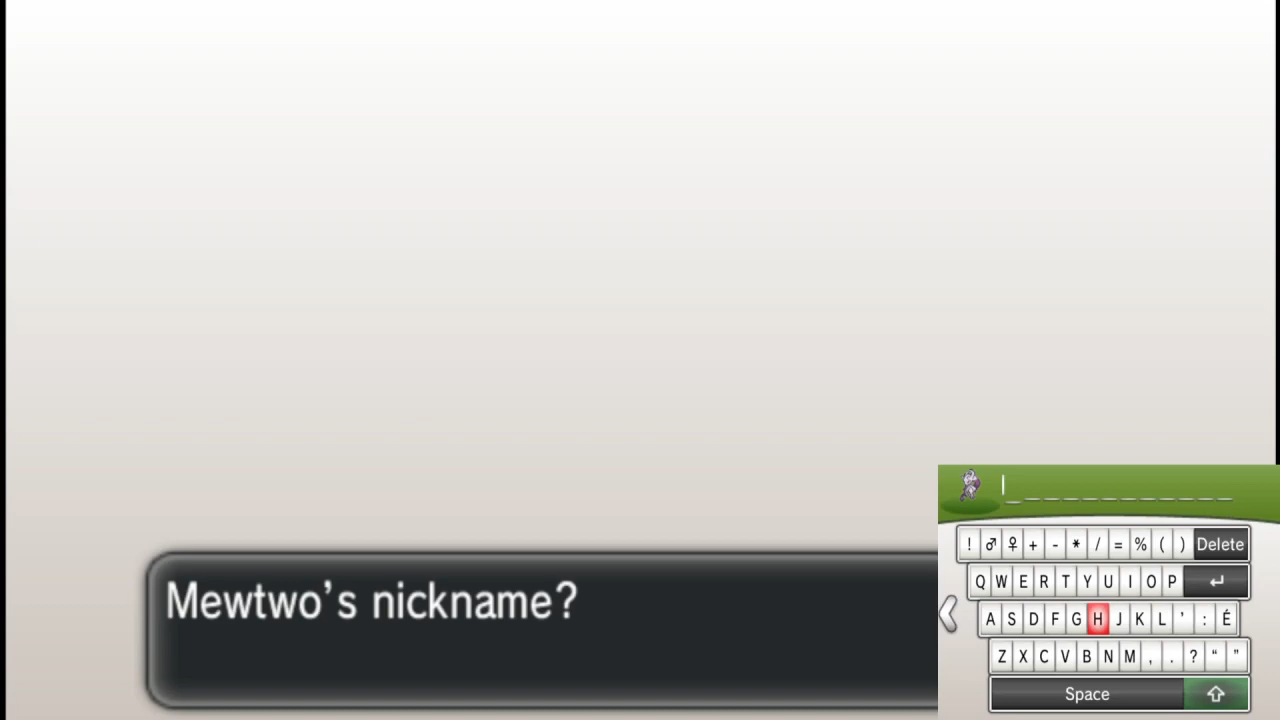 Mewtwo's nickname?
! ♂ ♀ + - * / = % ( ) Delete
Q W E R T Y U I O P ↵
A S D F G H J K L ' : É
Z X C V B N M , . ? “ ”
Space ⇧